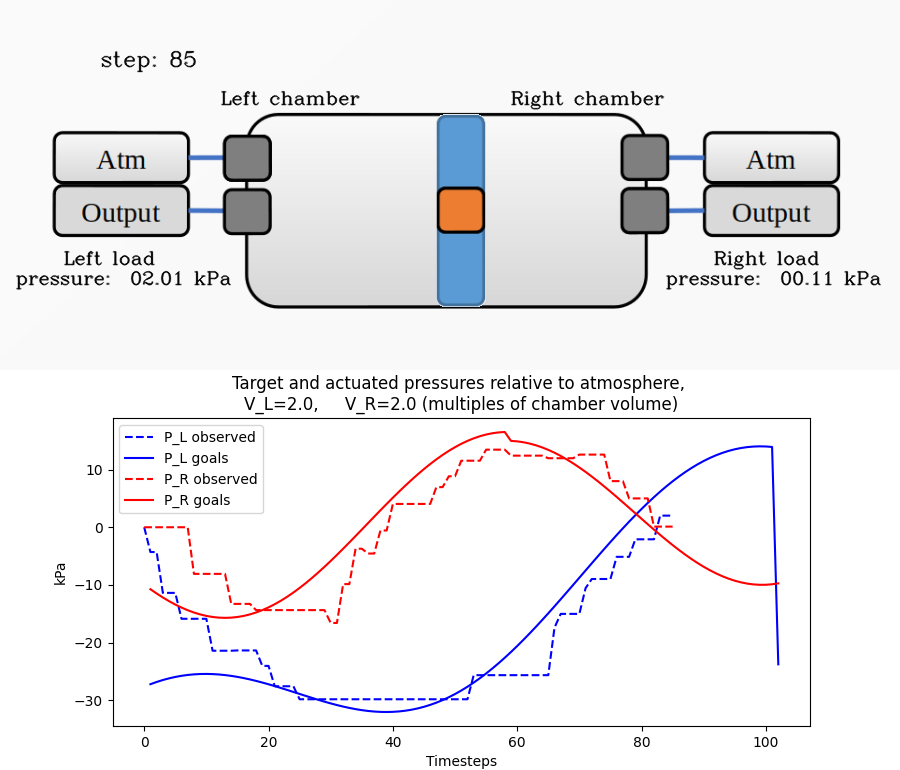 step: 85
Left chamber
Right chamber
Atm
Atm
Output
Output
Left load
pressure: 02.01 kPa
Right load
pressure: 00.11 kPa
Target and actuated pressures relative to atmosphere,
V_L=2.0, V_R=2.0 (multiples of chamber volume)
P_L observed
P_L goals
P_R observed
P_R goals
kPa
10
0
−10
−20
−30
0 20 40 60 80 100
Timesteps